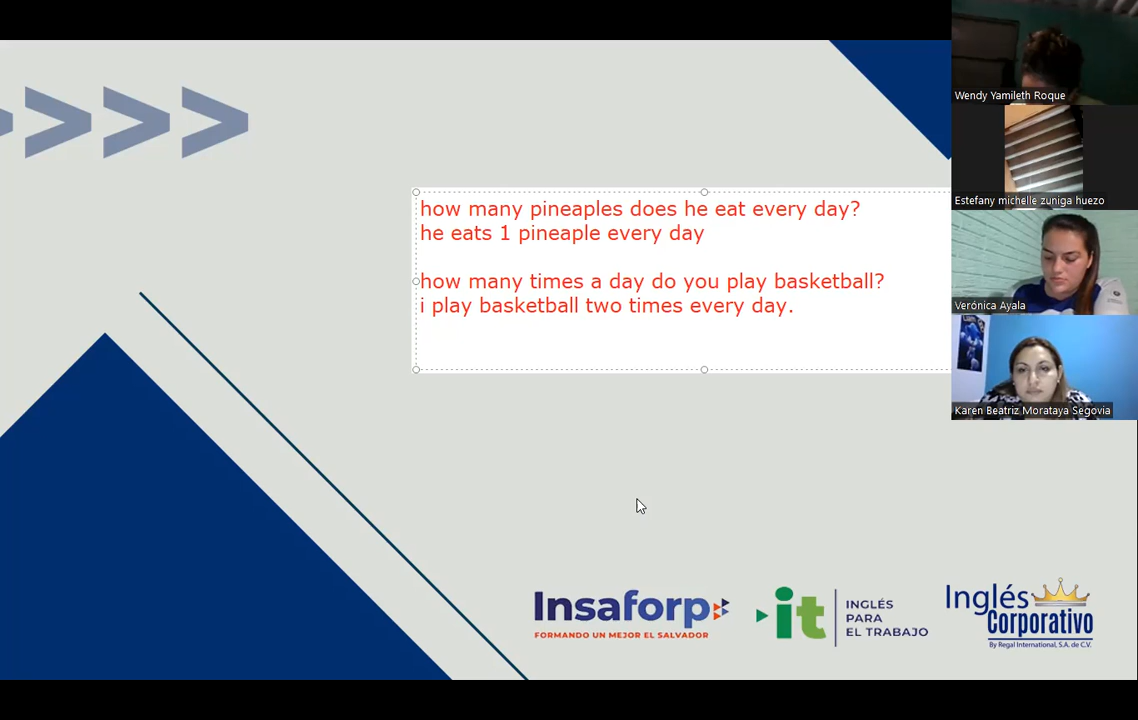 how many pineaples does he eat every day?
he eats 1 pineaple every day
how many times a day do you play basketball?
i play basketball two times every day.
Wendy Yamileth Roque
Estefany michelle zuniga huezo
Verónica Ayala
Karen Beatriz Morataya Segovia
Insaforp
FORMANDO UN MEJOR EL SALVADOR
it
INGLÉS
PARA
EL TRABAJO
Inglés
Corporativo
By Regal International, S.A. de C.V.